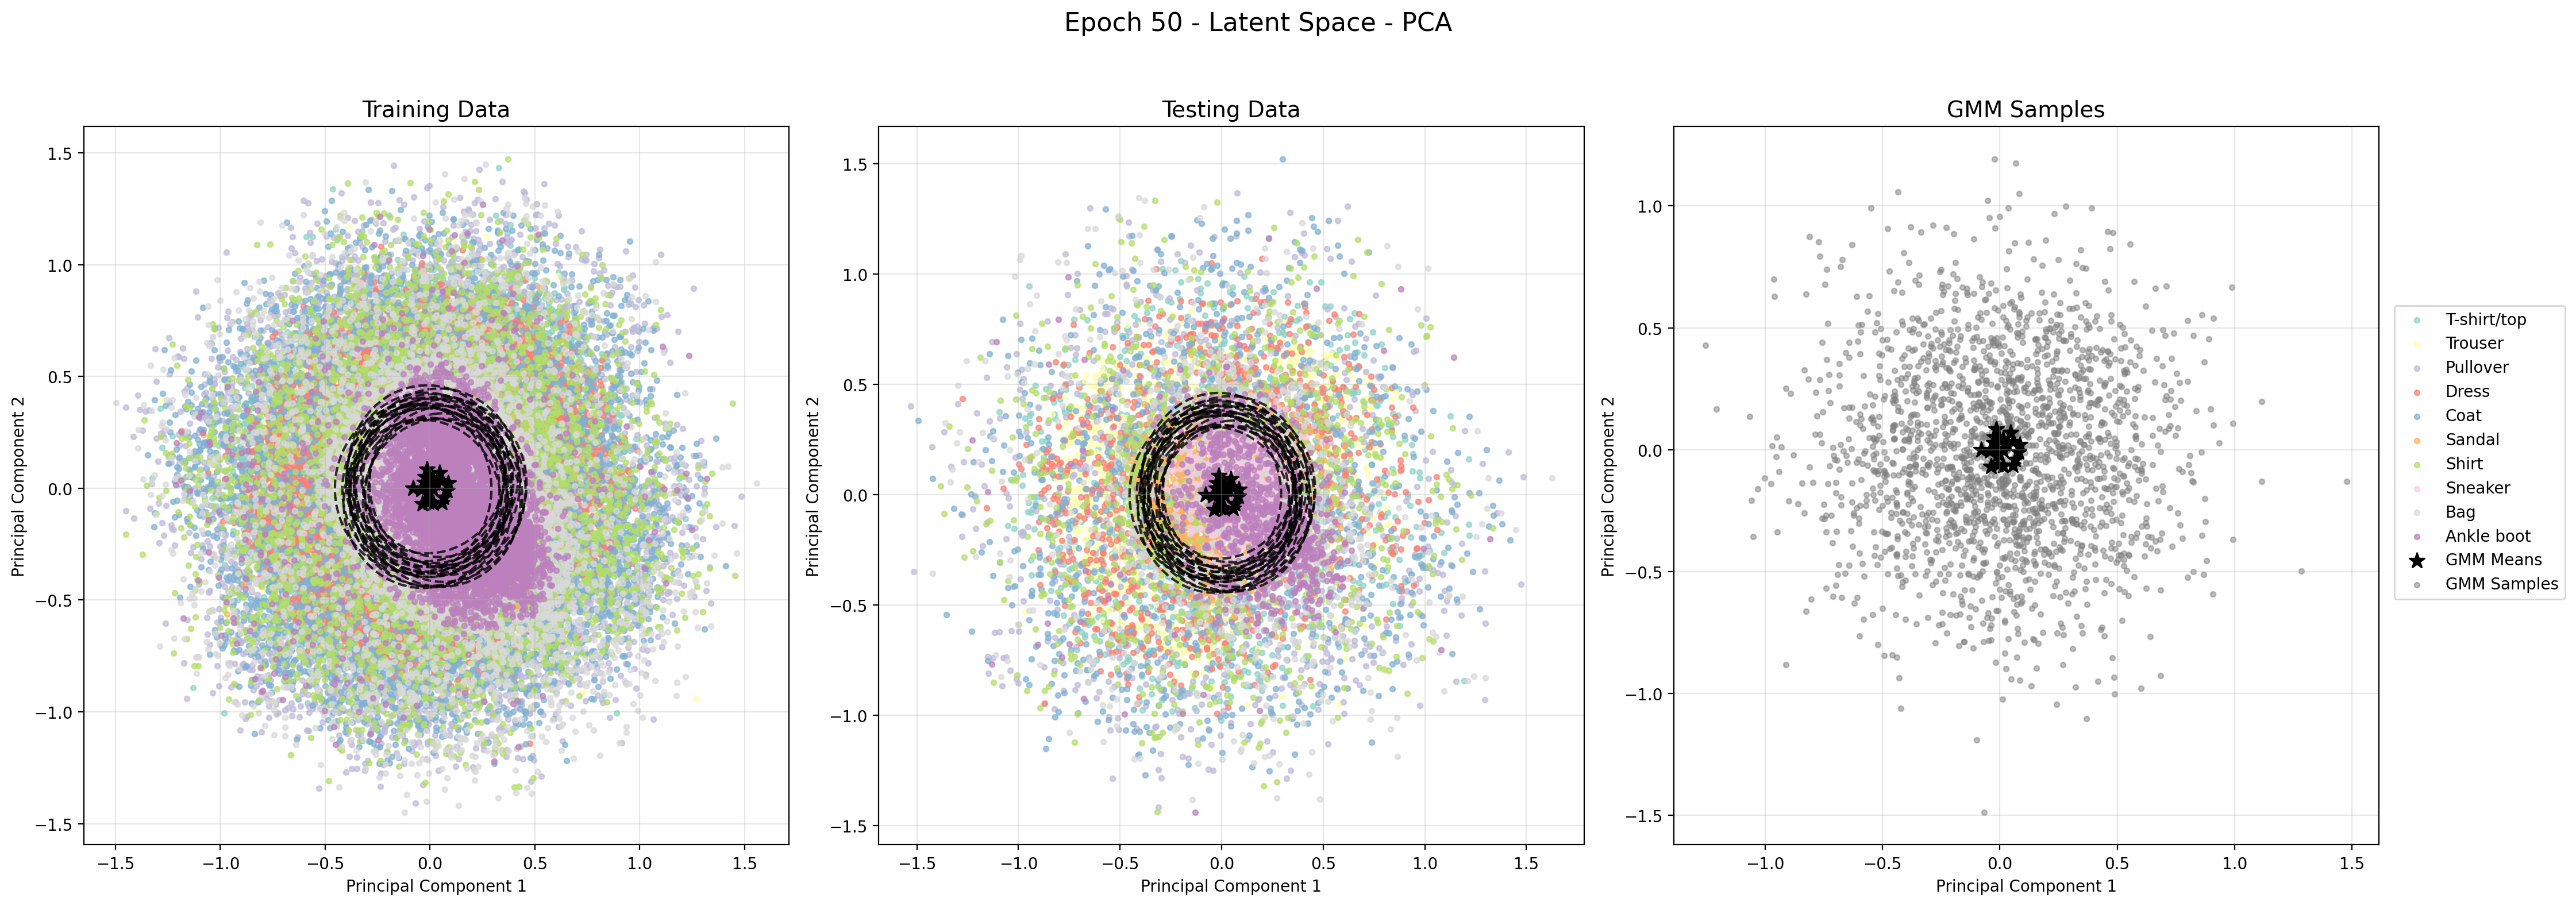 Epoch 50 - Latent Space - PCA
Training Data
Testing Data
GMM Samples
1.5
1.0
0.5
0.0
−0.5
−1.0
−1.5
Principal Component 2
−1.5
−1.0
−0.5
0.0
0.5
1.0
1.5
Principal Component 1
1.5
1.0
0.5
0.0
−0.5
−1.0
−1.5
Principal Component 2
−1.5
−1.0
−0.5
0.0
0.5
1.0
1.5
Principal Component 1
1.0
0.5
0.0
−0.5
−1.0
−1.5
Principal Component 2
−1.0
−0.5
0.0
0.5
1.0
1.5
Principal Component 1
T-shirt/top
Trouser
Pullover
Dress
Coat
Sandal
Shirt
Sneaker
Bag
Ankle boot
GMM Means
GMM Samples